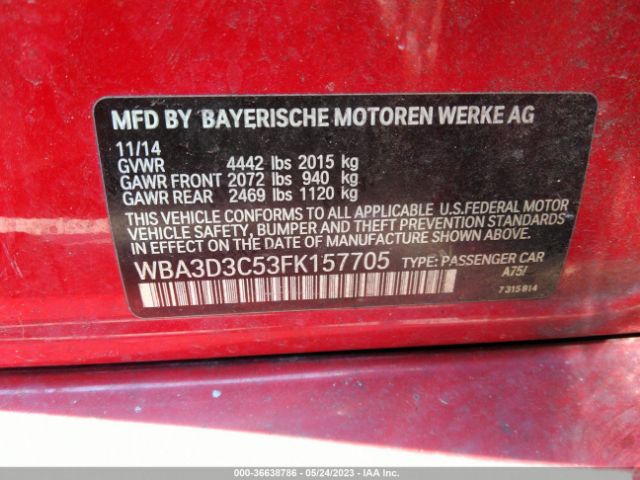 MFD BY BAYERISCHE MOTOREN WERKE AG
11/14
GVWR 4442 lbs 2015 kg
GAWR FRONT 2072 lbs 940 kg
GAWR REAR 2469 lbs 1120 kg
THIS VEHICLE CONFORMS TO ALL APPLICABLE U.S.FEDERAL MOTOR
VEHICLE SAFETY, BUMPER AND THEFT PREVENTION STANDARDS
IN EFFECT ON THE DATE OF MANUFACTURE SHOWN ABOVE.
WBA3D3C53FK157705 TYPE: PASSENGER CAR
A75/
7 315 814
000-36638786 - 05/24/2023 - IAA Inc.